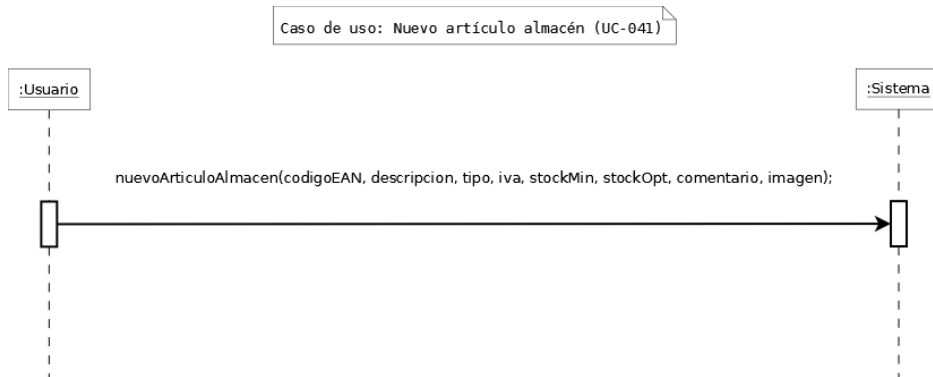 Caso de uso: Nuevo artículo almacén (UC-041)
:Usuario
:Sistema
nuevoArticuloAlmacen(codigoEAN, descripcion, tipo, iva, stockMin, stockOpt, comentario, imagen);